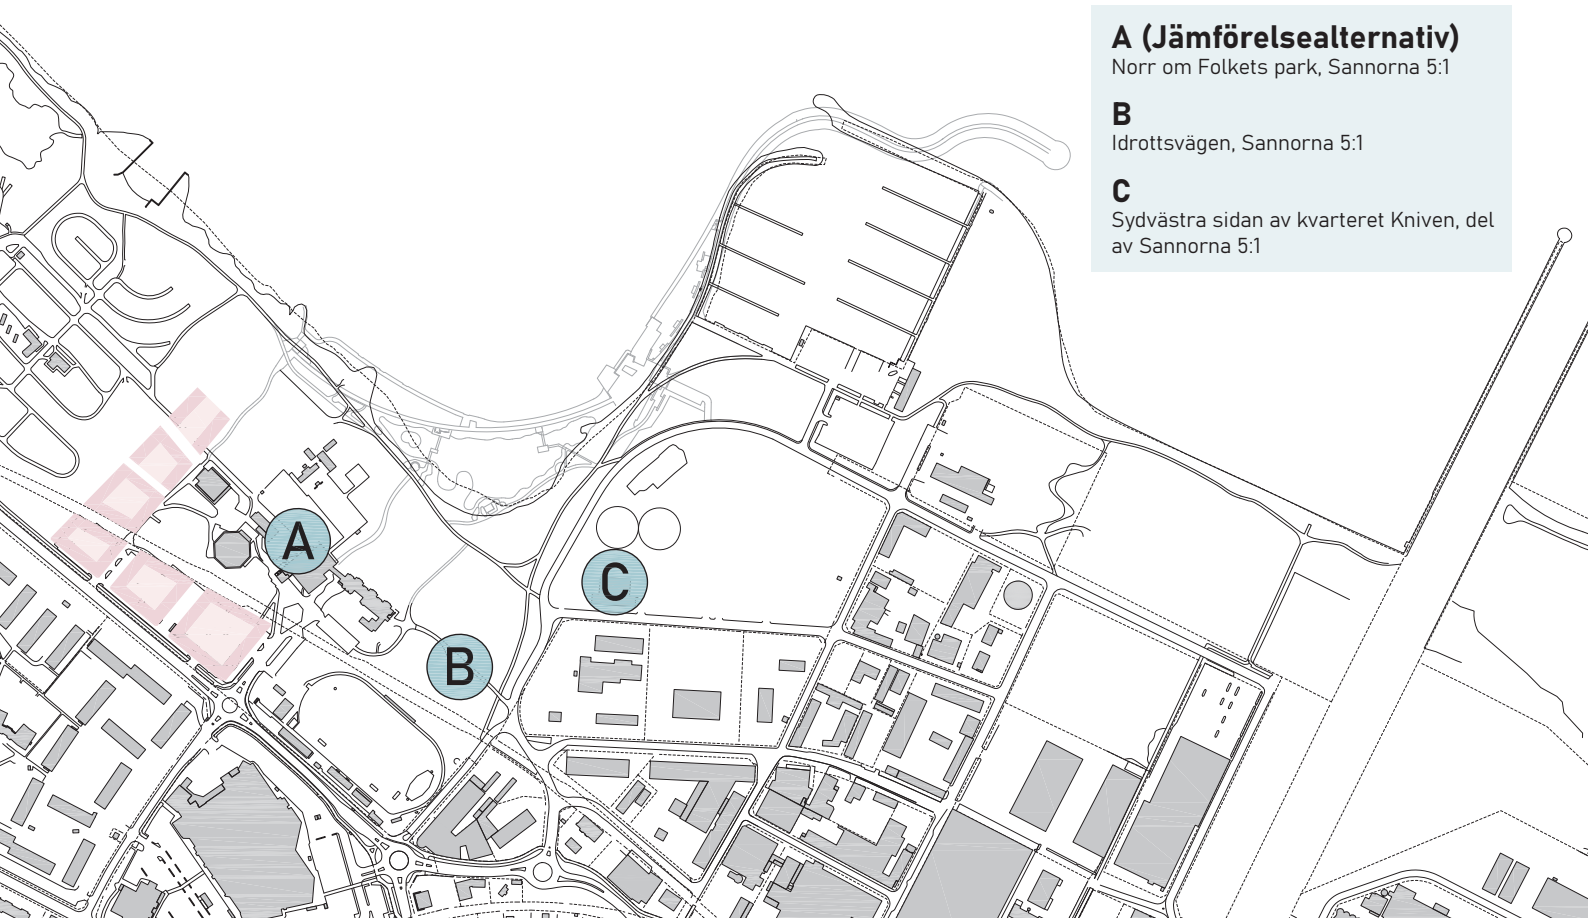 A (Jämförelsealternativ)
Norr om Folkets park, Sannorna 5:1
B
Idrottsvägen, Sannorna 5:1
C
Sydvästra sidan av kvarteret Kniven, del
av Sannorna 5:1
A
C
B